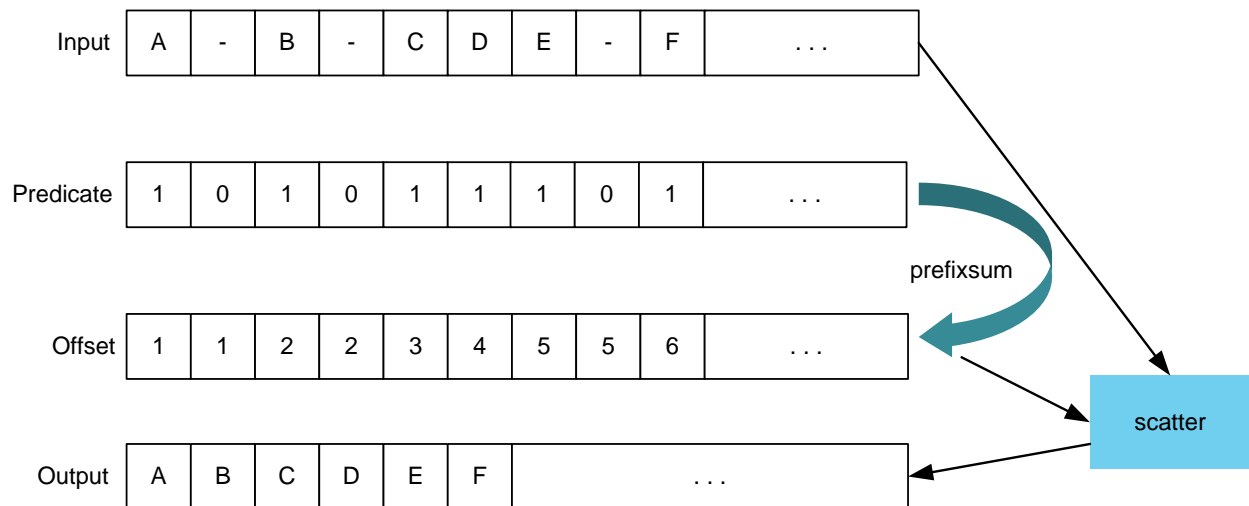 Input A - B - C D E - F . . .
Predicate 1 0 1 0 1 1 1 0 1 . . .
prefixsum
Offset 1 1 2 2 3 4 5 5 6 . . .
scatter
Output A B C D E F . . .